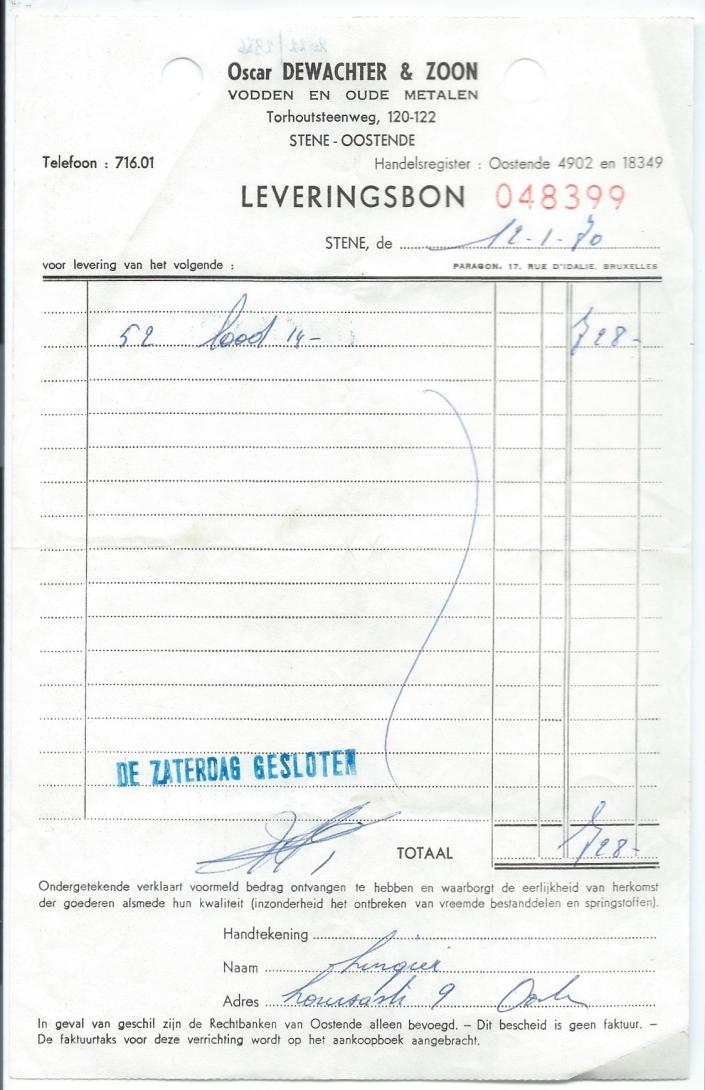 Oscar DEWACHTER & ZOON
VODDEN EN OUDE METALEN
Torhoutsteenweg, 120-122
STENE - OOSTENDE
Telefoon : 716.01 Handelsregister : Oostende 4902 en 18349
LEVERINGSBON 048399
STENE, de 12-1-70
voor levering van het volgende : PARAGON, 17, RUE D'IDALIE, BRUXELLES
52 lood 14- 728-
DE ZATERDAG GESLOTEN
TOTAAL 728-
Ondergetekende verklaart voormeld bedrag ontvangen te hebben en waarborgt de eerlijkheid van herkomst
der goederen alsmede hun kwaliteit (inzonderheid het ontbreken van vreemde bestanddelen en springstoffen).
Handtekening
Naam Lingier
Adres 9
In geval van geschil zijn de Rechtbanken van Oostende alleen bevoegd. – Dit bescheid is geen faktuur. –
De faktuurtaks voor deze verrichting wordt op het aankoopboek aangebracht.